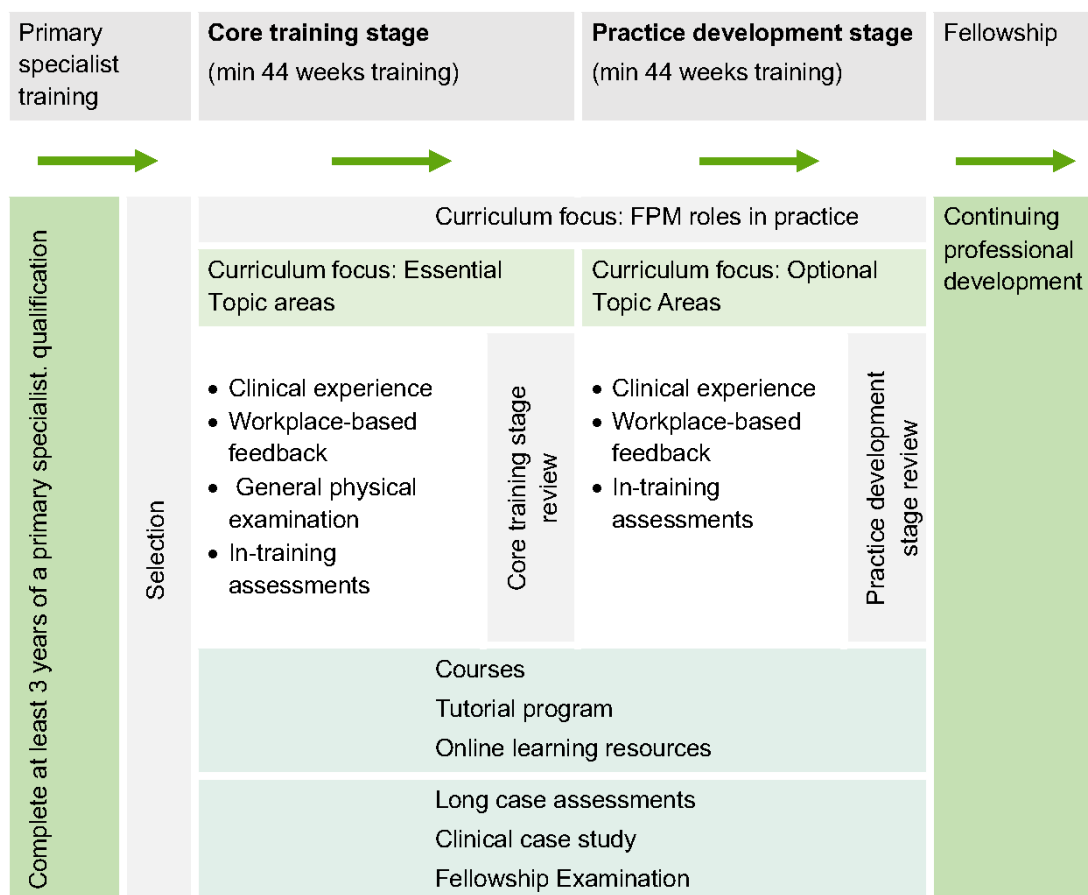 Primary
specialist
training
Core training stage
(min 44 weeks training)
Practice development stage
(min 44 weeks training)
Fellowship
Complete at least 3 years of a primary specialist. qualification
Selection
Curriculum focus: FPM roles in practice
Curriculum focus: Essential
Topic areas
Curriculum focus: Optional
Topic Areas
• Clinical experience
• Workplace-based
feedback
• General physical
examination
• In-training
assessments
Core training stage
review
• Clinical experience
• Workplace-based
feedback
• In-training
assessments
Practice development
stage review
Courses
Tutorial program
Online learning resources
Long case assessments
Clinical case study
Fellowship Examination
Continuing
professional
development